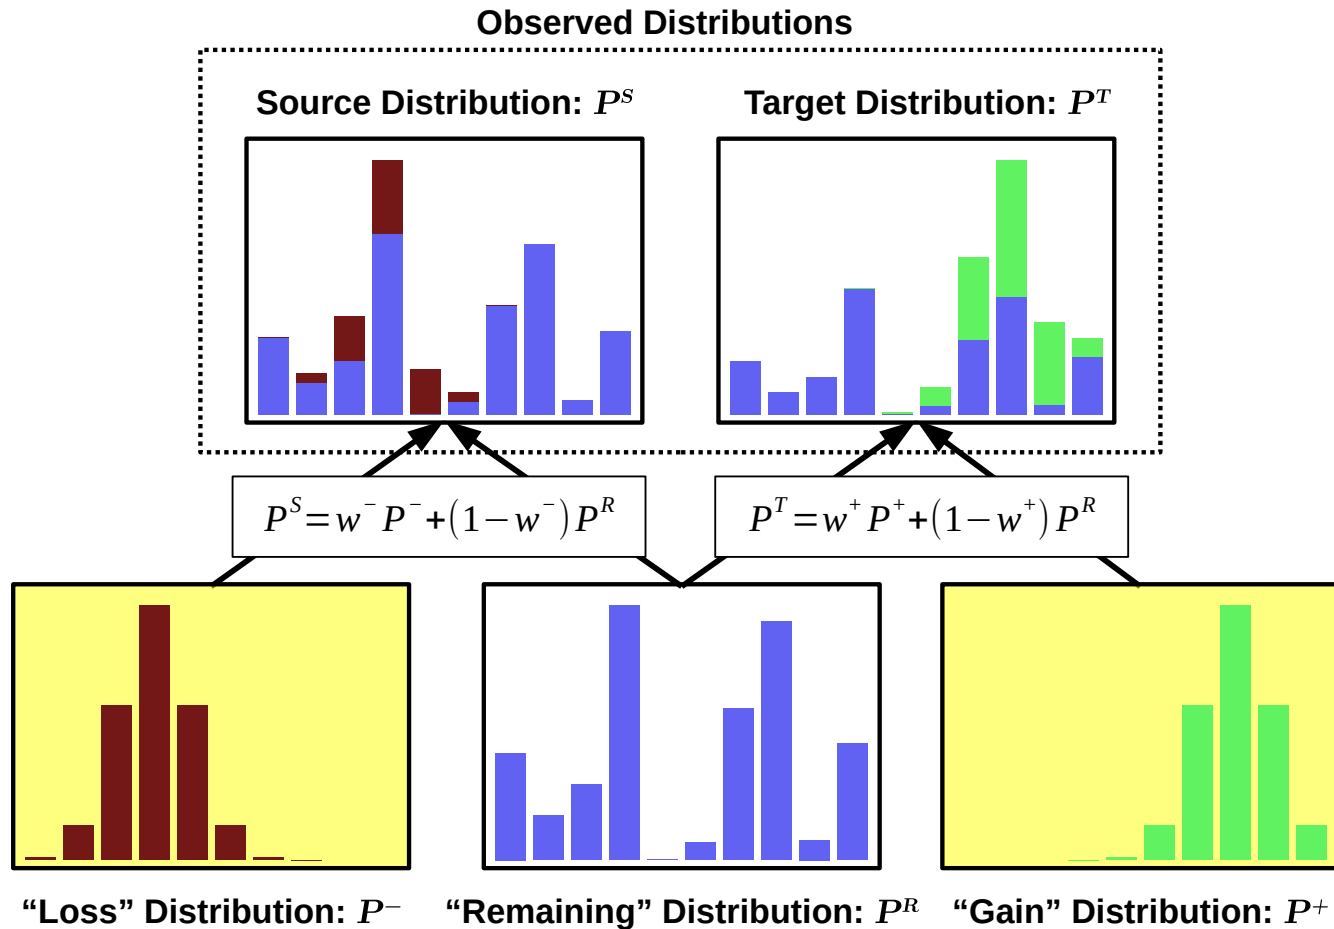 Observed Distributions
Source Distribution: P^S
Target Distribution: P^T
P^S = w^- P^- + (1 − w^-) P^R
P^T = w^+ P^+ + (1 − w^+) P^R
“Loss” Distribution: P^−
“Remaining” Distribution: P^R
“Gain” Distribution: P^+